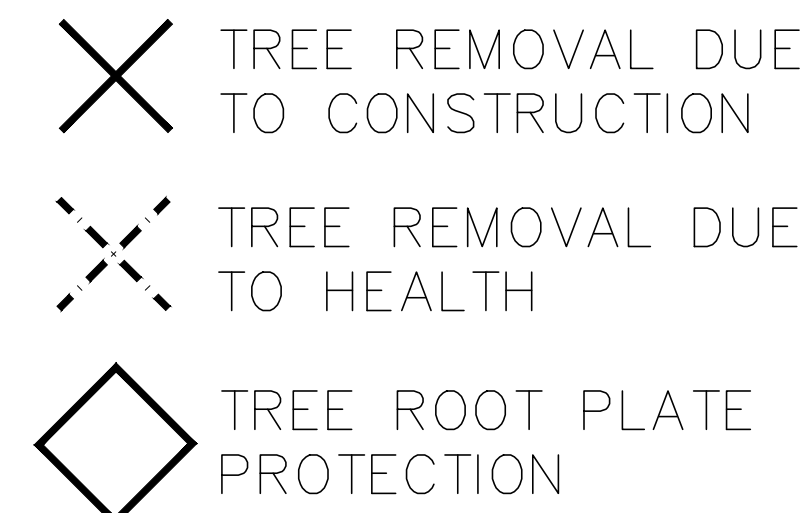 TREE REMOVAL DUE
TO CONSTRUCTION
TREE REMOVAL DUE
TO HEALTH
TREE ROOT PLATE
PROTECTION